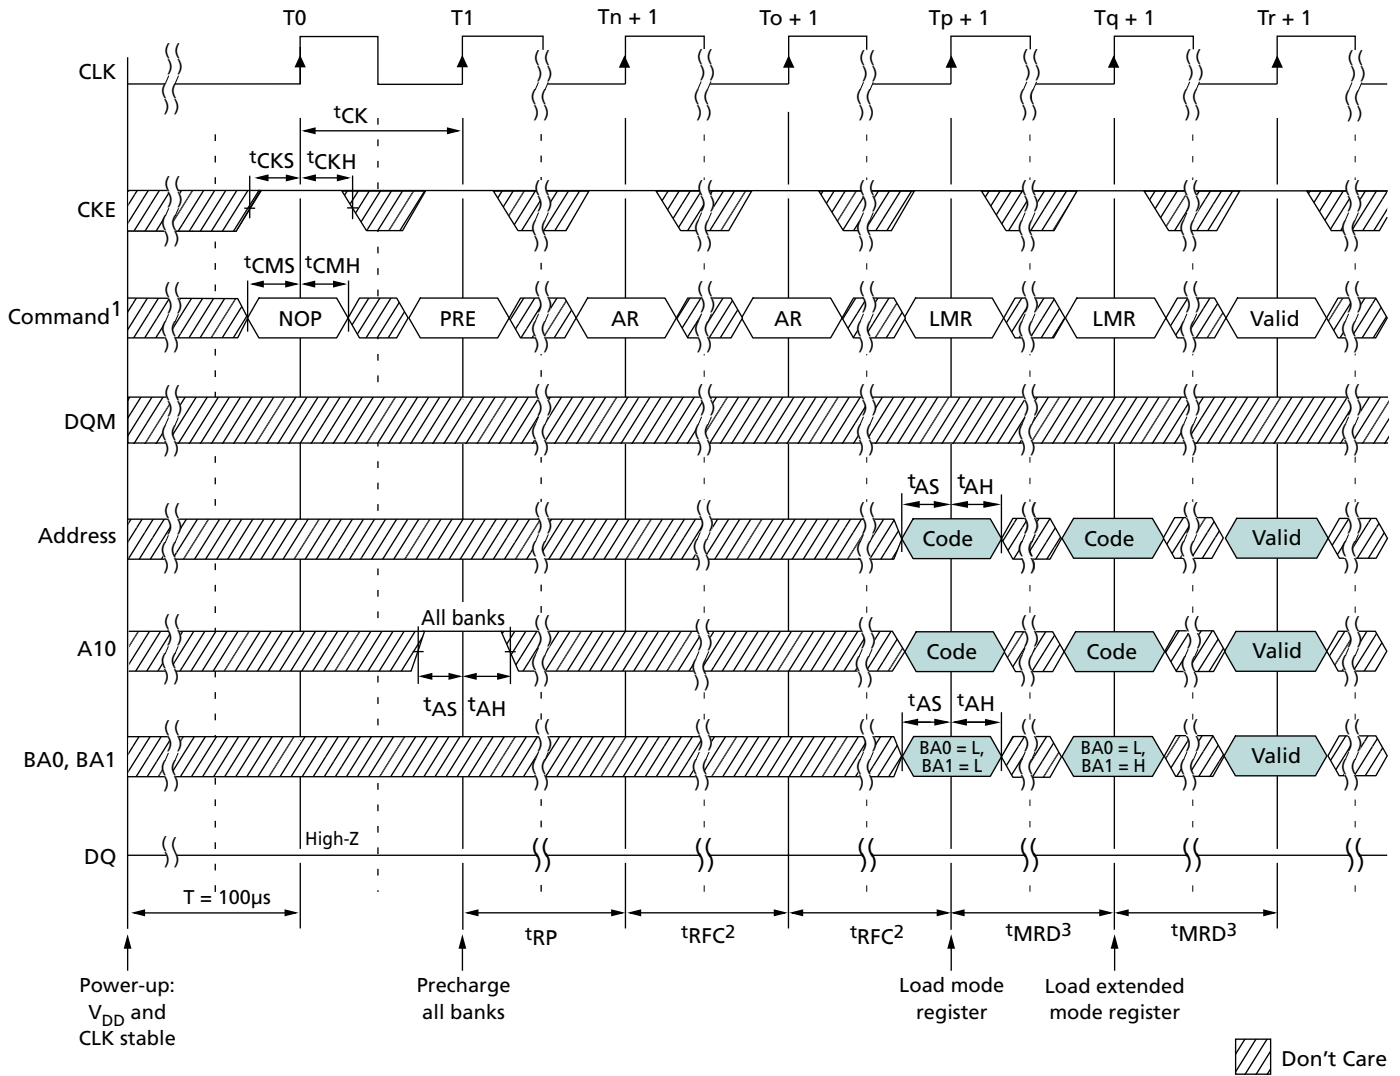 T0 T1 Tn + 1 To + 1 Tp + 1 Tq + 1 Tr + 1
CLK
tCK
tCKS tCKH
CKE
tCMS tCMH
Command1 NOP PRE AR AR LMR LMR Valid
DQM
tAS tAH
Address Code Code Valid
All banks
A10 Code Code Valid
tAS tAH tAS tAH
BA0, BA1 BA0 = L, BA0 = L, Valid
BA1 = L BA1 = H
High-Z
DQ
T = 100µs
tRP tRFC2 tRFC2 tMRD3 tMRD3
Power-up:
VDD and
CLK stable
Precharge
all banks
Load mode
register
Load extended
mode register
Don't Care